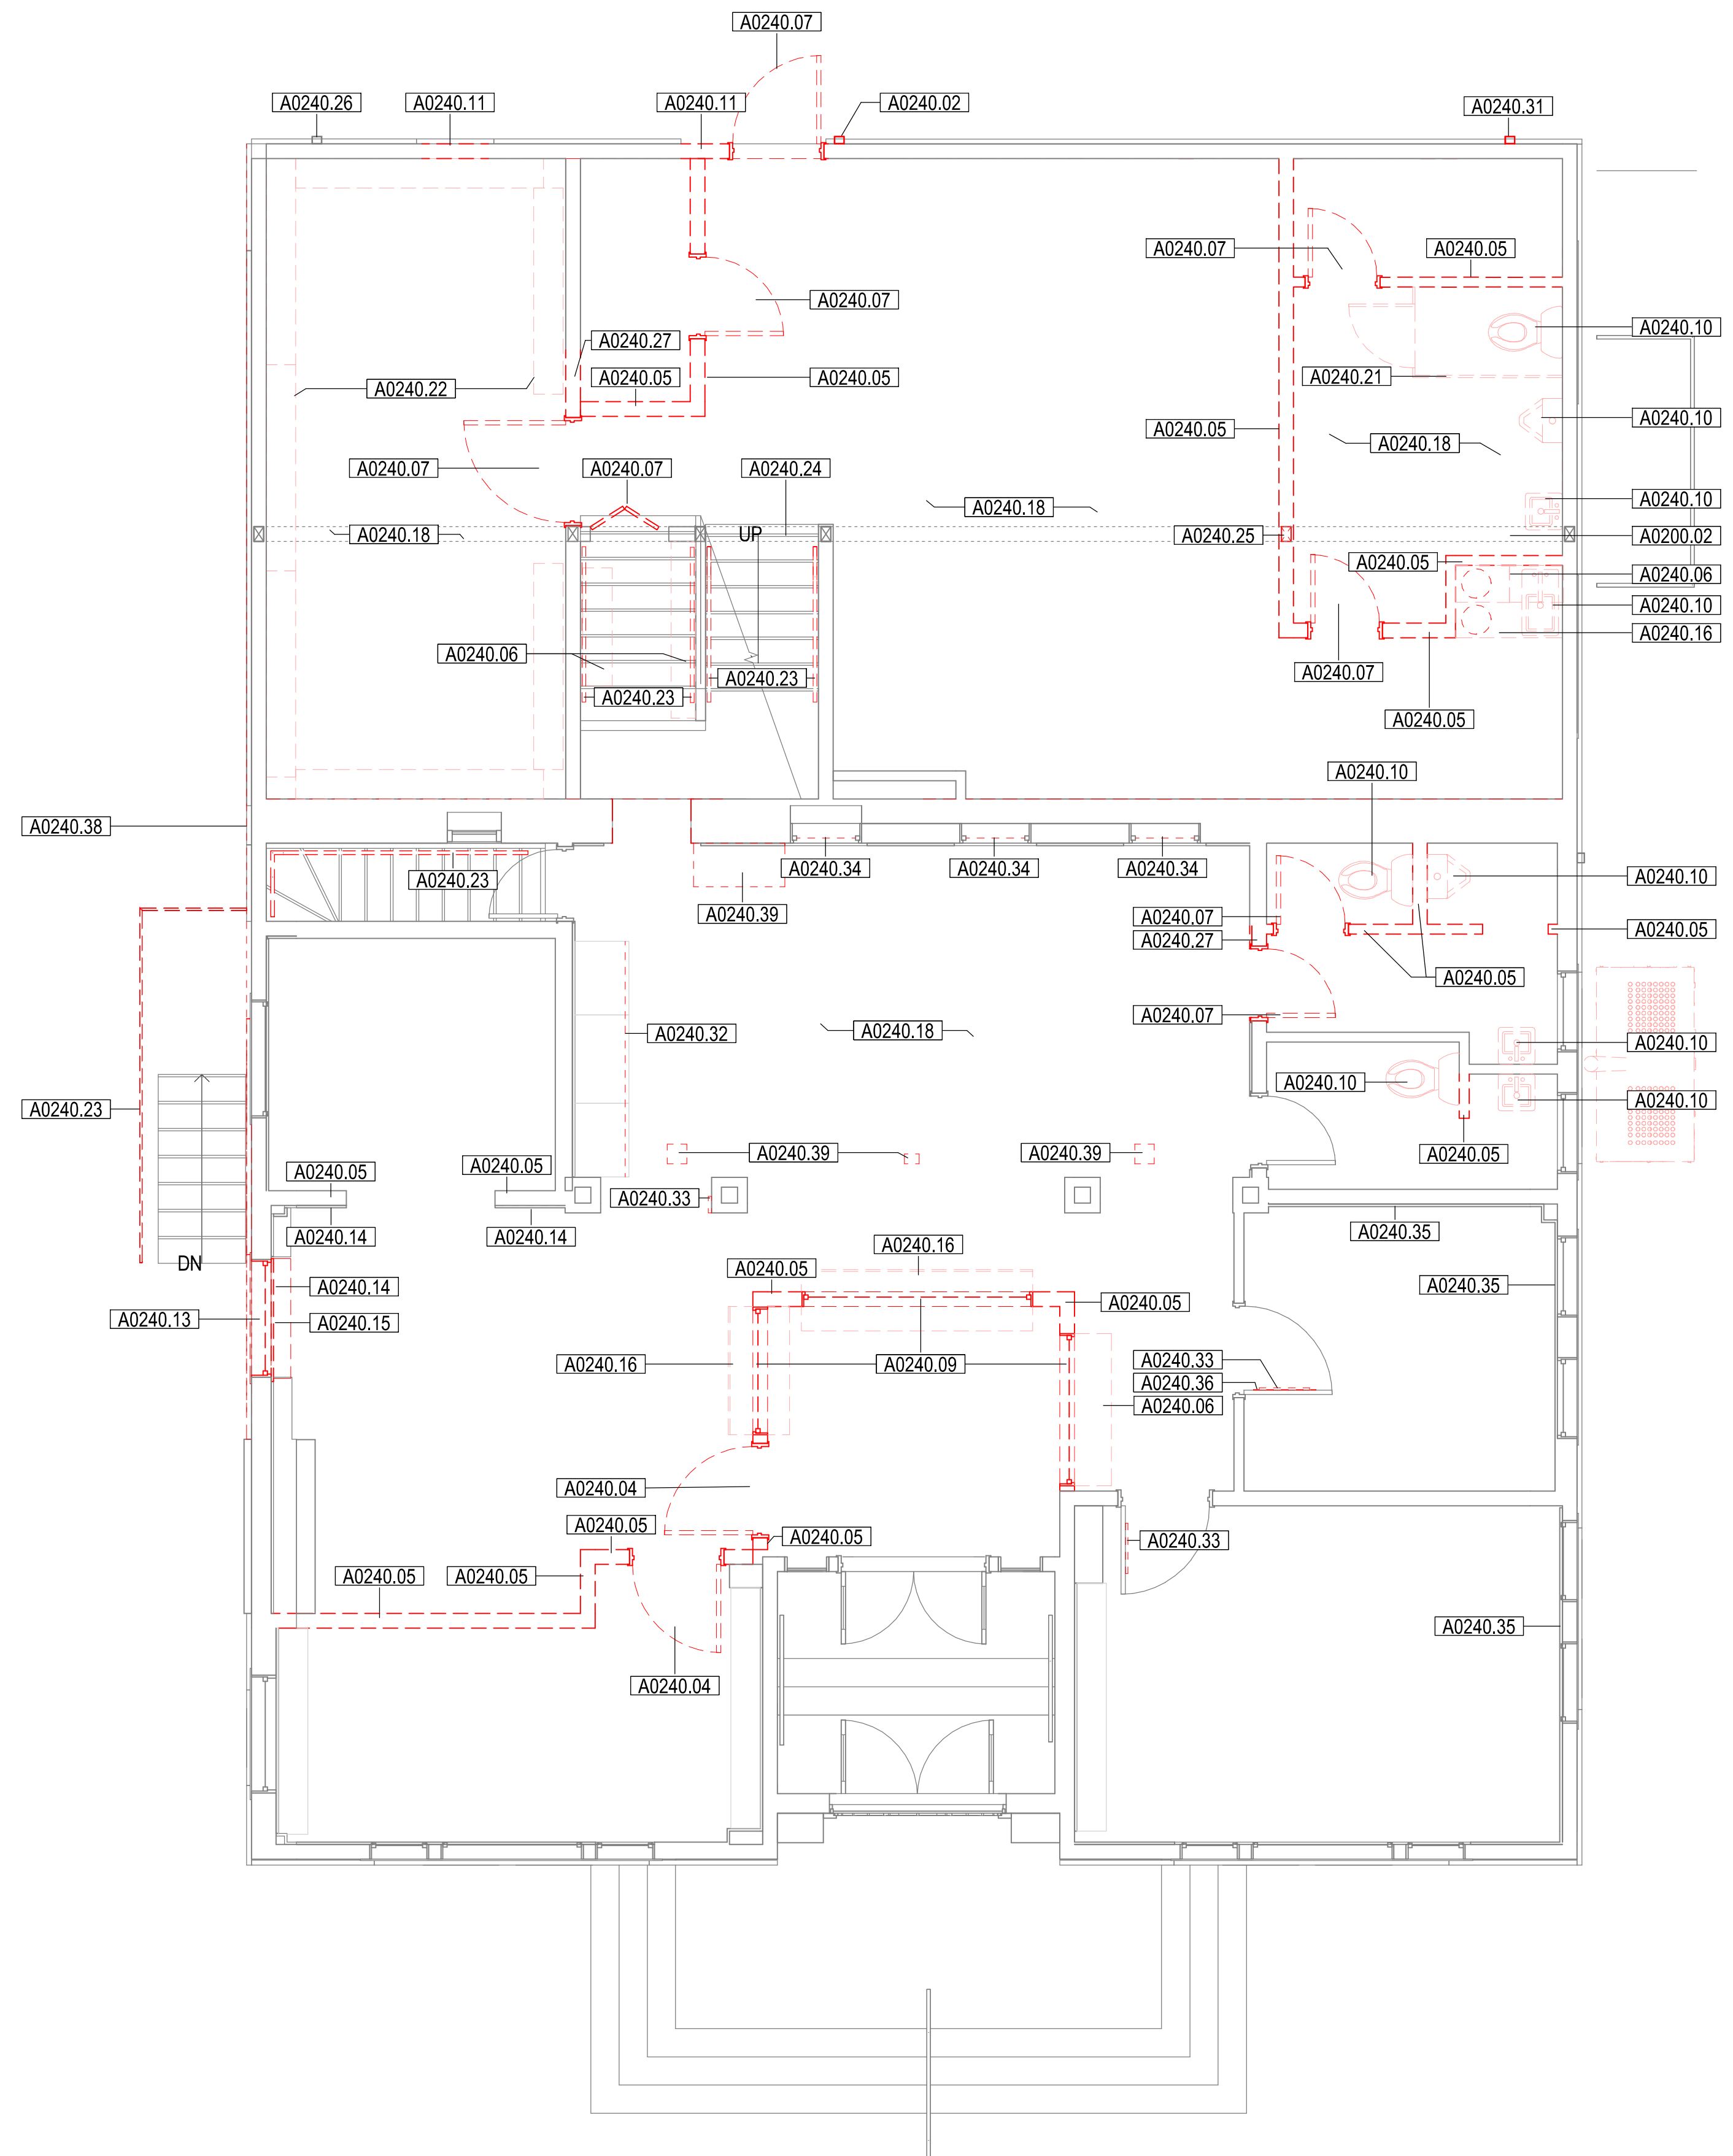 A0240.07
A0240.26
A0240.11
A0240.11
A0240.02
A0240.31
A0240.07
A0240.05
A0240.07
A0240.10
A0240.27
A0240.05
A0240.05
A0240.21
A0240.22
A0240.10
A0240.05
A0240.18
A0240.07
A0240.07
A0240.24
A0240.10
A0240.18
A0240.18
UP
A0240.25
A0200.02
A0240.05
A0240.06
A0240.10
A0240.16
A0240.06
A0240.07
A0240.23
A0240.23
A0240.05
A0240.10
A0240.38
A0240.34
A0240.34
A0240.34
A0240.23
A0240.10
A0240.39
A0240.07
A0240.27
A0240.05
A0240.05
A0240.07
A0240.32
A0240.18
A0240.10
A0240.10
A0240.10
A0240.23
A0240.39
A0240.39
A0240.05
A0240.05
A0240.05
A0240.33
A0240.14
A0240.14
A0240.35
A0240.16
DN
A0240.05
A0240.14
A0240.35
A0240.05
A0240.13
A0240.15
A0240.16
A0240.09
A0240.33
A0240.36
A0240.06
A0240.04
A0240.05
A0240.05
A0240.33
A0240.05
A0240.05
A0240.35
A0240.04